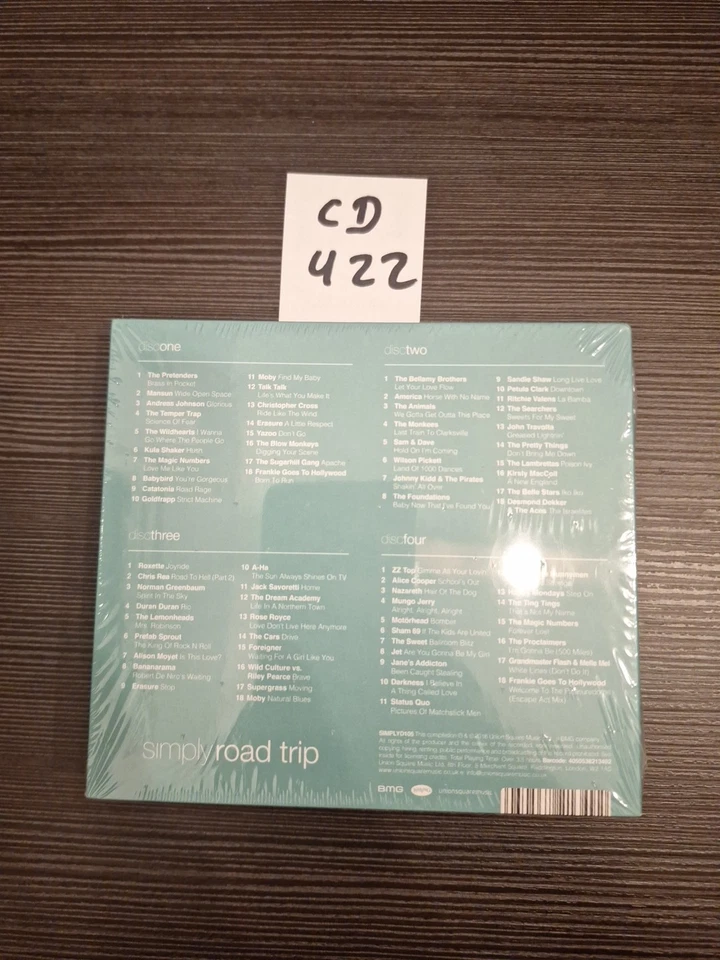 CD
422
discone
1 The Pretenders
Brass In Pocket
2 Mansun Wide Open Space
3 Andreas Johnson Glorious
4 The Temper Trap
Science Of Fear
5 The Wildhearts I Wanna
Go Where The People Go
6 Kula Shaker Hush
7 The Magic Numbers
Love Me Like You
8 Babybird You're Gorgeous
9 Catatonia Road Rage
10 Goldfrapp Strict Machine
11 Moby Find My Baby
12 Talk Talk
Life's What You Make It
13 Christopher Cross
Ride Like The Wind
14 Erasure A Little Respect
15 Yazoo Don't Go
16 The Blow Monkeys
Digging Your Scene
17 The Sugarhill Gang Apache
18 Frankie Goes To Hollywood
Born To Run
disctwo
1 The Bellamy Brothers
Let Your Love Flow
2 America Horse With No Name
3 The Animals
We Gotta Get Outta This Place
4 The Monkees
Last Train To Clarksville
5 Sam & Dave
Hold On I'm Coming
6 Wilson Pickett
Land Of 1000 Dances
7 Johnny Kidd & The Pirates
Shakin' All Over
8 The Foundations
Baby Now That I've Found You
9 Sandie Shaw Long Live Love
10 Petula Clark Downtown
11 Ritchie Valens La Bamba
12 The Searchers
Sweets For My Sweet
13 John Travolta
Greased Lightnin'
14 The Pretty Things
Don't Bring Me Down
15 The Lambrettas Poison Ivy
16 Kirsty MacColl
A New England
17 The Belle Stars Iko Iko
18 Desmond Dekker
& The Aces The Israelites
discthree
1 Roxette Joyride
2 Chris Rea Road To Hell (Part 2)
3 Norman Greenbaum
Spirit In The Sky
4 Duran Duran Rio
5 The Lemonheads
Mrs. Robinson
6 Prefab Sprout
The King Of Rock N Roll
7 Alison Moyet Is This Love?
8 Bananarama
Robert De Niro's Waiting
9 Erasure Stop
10 A-Ha
The Sun Always Shines On TV
11 Jack Savoretti Home
12 The Dream Academy
Life In A Northern Town
13 Rose Royce
Love Don't Live Here Anymore
14 The Cars Drive
15 Foreigner
Waiting For A Girl Like You
16 Wild Culture vs.
Riley Pearce Brave
17 Supergrass Moving
18 Moby Natural Blues
discfour
1 ZZ Top Gimme All Your Lovin'
2 Alice Cooper School's Out
3 Nazareth Hair Of The Dog
4 Mungo Jerry
Alright, Alright, Alright
5 Motörhead Bomber
6 Sham 69 If The Kids Are United
7 The Sweet Ballroom Blitz
8 Jet Are You Gonna Be My Girl
9 Jane's Addiction
Been Caught Stealing
10 Darkness I Believe In
A Thing Called Love
11 Status Quo
Pictures Of Matchstick Men
Bunnymen
13 Happy Mondays Step On
14 The Ting Tings
That's Not My Name
15 The Magic Numbers
Forever Lost
16 The Proclaimers
I'm Gonna Be (500 Miles)
17 Grandmaster Flash & Melle Mel
White Lines (Don't Do It)
18 Frankie Goes To Hollywood
Welcome To The Pleasuredome
simplyroad trip
BMG
unionsquaremusic